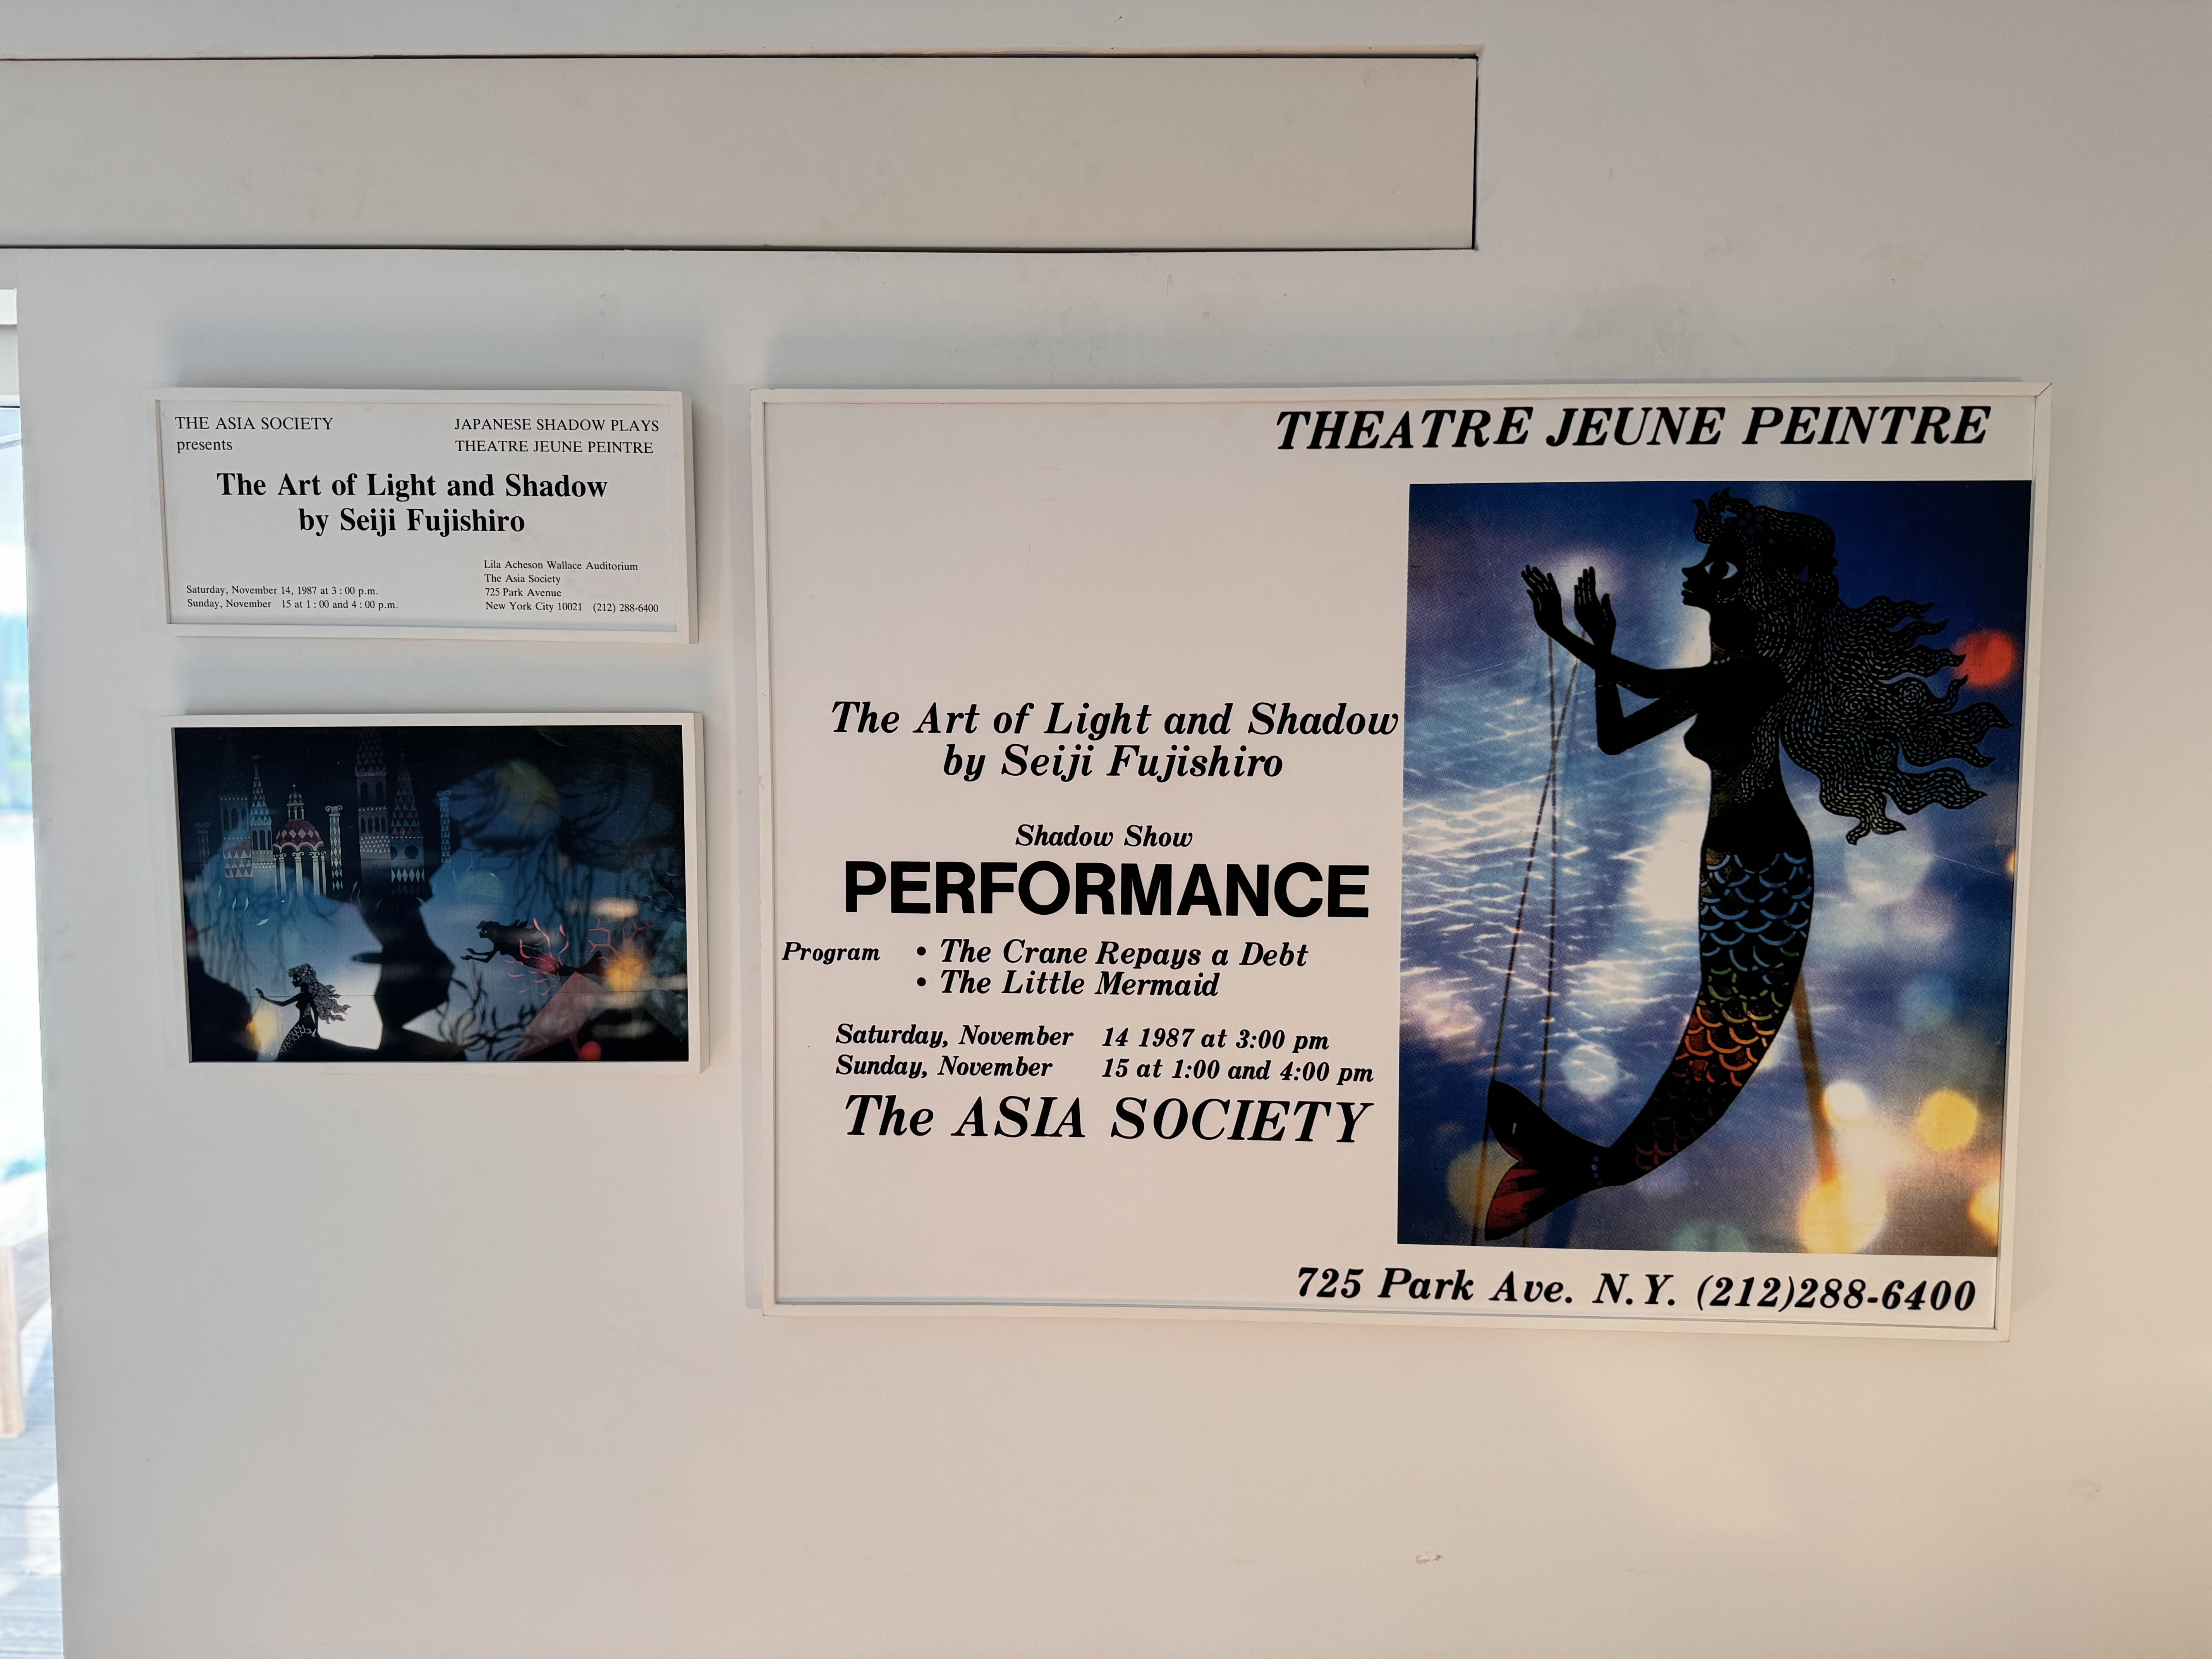 THE ASIA SOCIETY
presents
JAPANESE SHADOW PLAYS
THEATRE JEUNE PEINTRE
The Art of Light and Shadow
by Seiji Fujishiro
Saturday, November 14, 1987 at 3 : 00 p.m.
Sunday, November 15 at 1 : 00 and 4 : 00 p.m.
Lila Acheson Wallace Auditorium
The Asia Society
725 Park Avenue
New York City 10021 (212) 288-6400
THEATRE JEUNE PEINTRE
The Art of Light and Shadow
by Seiji Fujishiro
Shadow Show
PERFORMANCE
Program • The Crane Repays a Debt
• The Little Mermaid
Saturday, November 14 1987 at 3:00 pm
Sunday, November 15 at 1:00 and 4:00 pm
The ASIA SOCIETY
725 Park Ave. N.Y. (212)288-6400